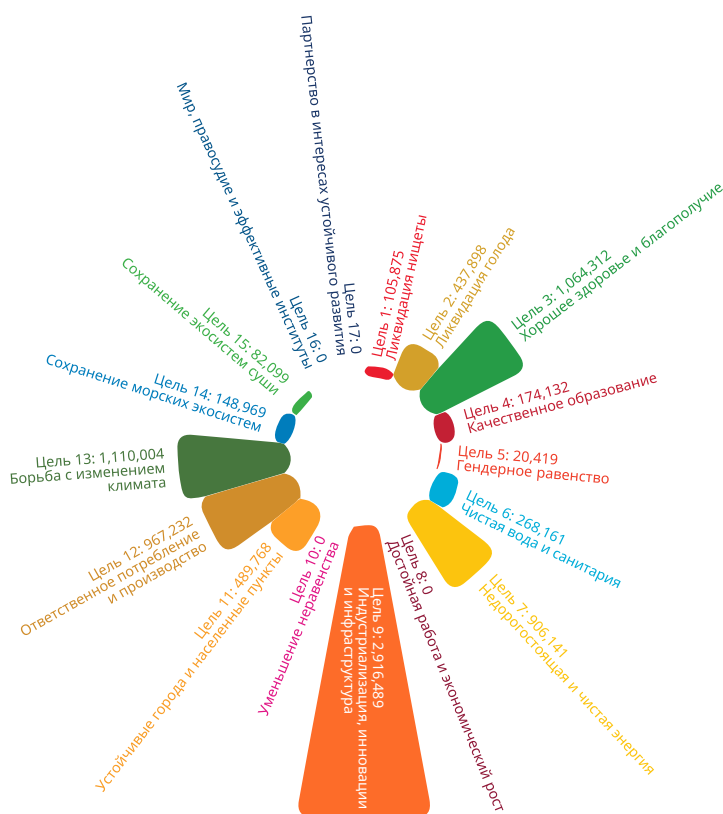 Цель 1: 105,875
Ликвидация нищеты
Цель 2: 437,898
Ликвидация голода
Цель 3: 1,064,312
Хорошее здоровье и благополучие
Цель 4: 174,132
Качественное образование
Цель 5: 20,419
Гендерное равенство
Цель 6: 268,161
Чистая вода и санитария
Цель 7: 906,141
Недорогостоящая и чистая энергия
Цель 8: 0
Достойная работа и экономический рост
Цель 9: 2,916,489
Индустриализация, инновации
и инфраструктура
Цель 10: 0
Уменьшение неравенства
Цель 11: 489,768
Устойчивые города и населенные пункты
Цель 12: 967,232
Ответственное потребление
и производство
Цель 13: 1,110,004
Борьба с изменением
климата
Цель 14: 148,969
Сохранение морских экосистем
Цель 15: 82,099
Сохранение экосистем суши
Цель 16: 0
Мир, правосудие и эффективные институты
Цель 17: 0
Партнерство в интересах устойчивого развития